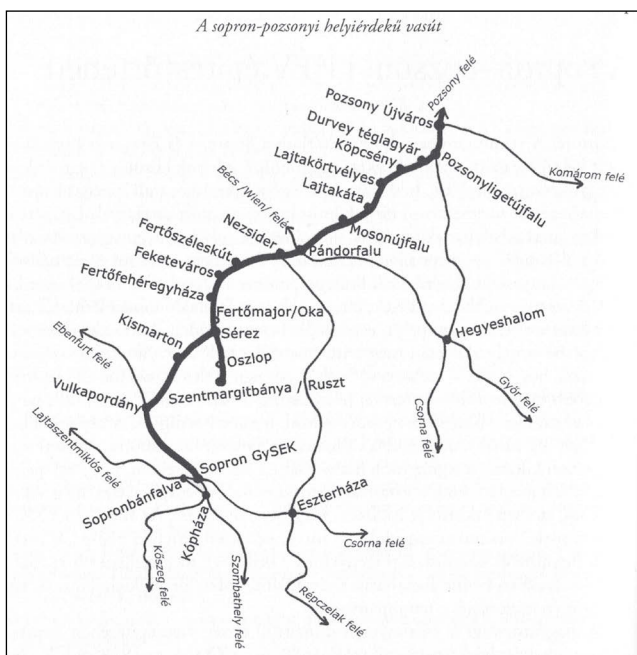 A sopron-pozsonyi helyiérdekű vasút
Pozsony felé
Pozsony Újváros
Durvey téglagyár
Köpcsény
Pozsonyligetújfalu
Komárom felé
Lajtakörtvélyes
Lajtakáta
Bécs /Wien/ felé
Mosonújfalu
Nezsider
Pándorfalu
Fertőszéleskút
Feketeváros
Fertőfehéregyháza
Fertőmajor/Oka
Sérez
Hegyeshalom
Ebenfurt felé
Kismarton
Oszlop
Szentmargitbánya / Ruszt
Győr felé
Vulkapordány
Csorna felé
Lajtaszentmiklós felé
Sopron GySEK
Sopronbánfalva
Eszterháza
Kópháza
Csorna felé
Kőszeg felé
Szombathely felé
Répczelak felé